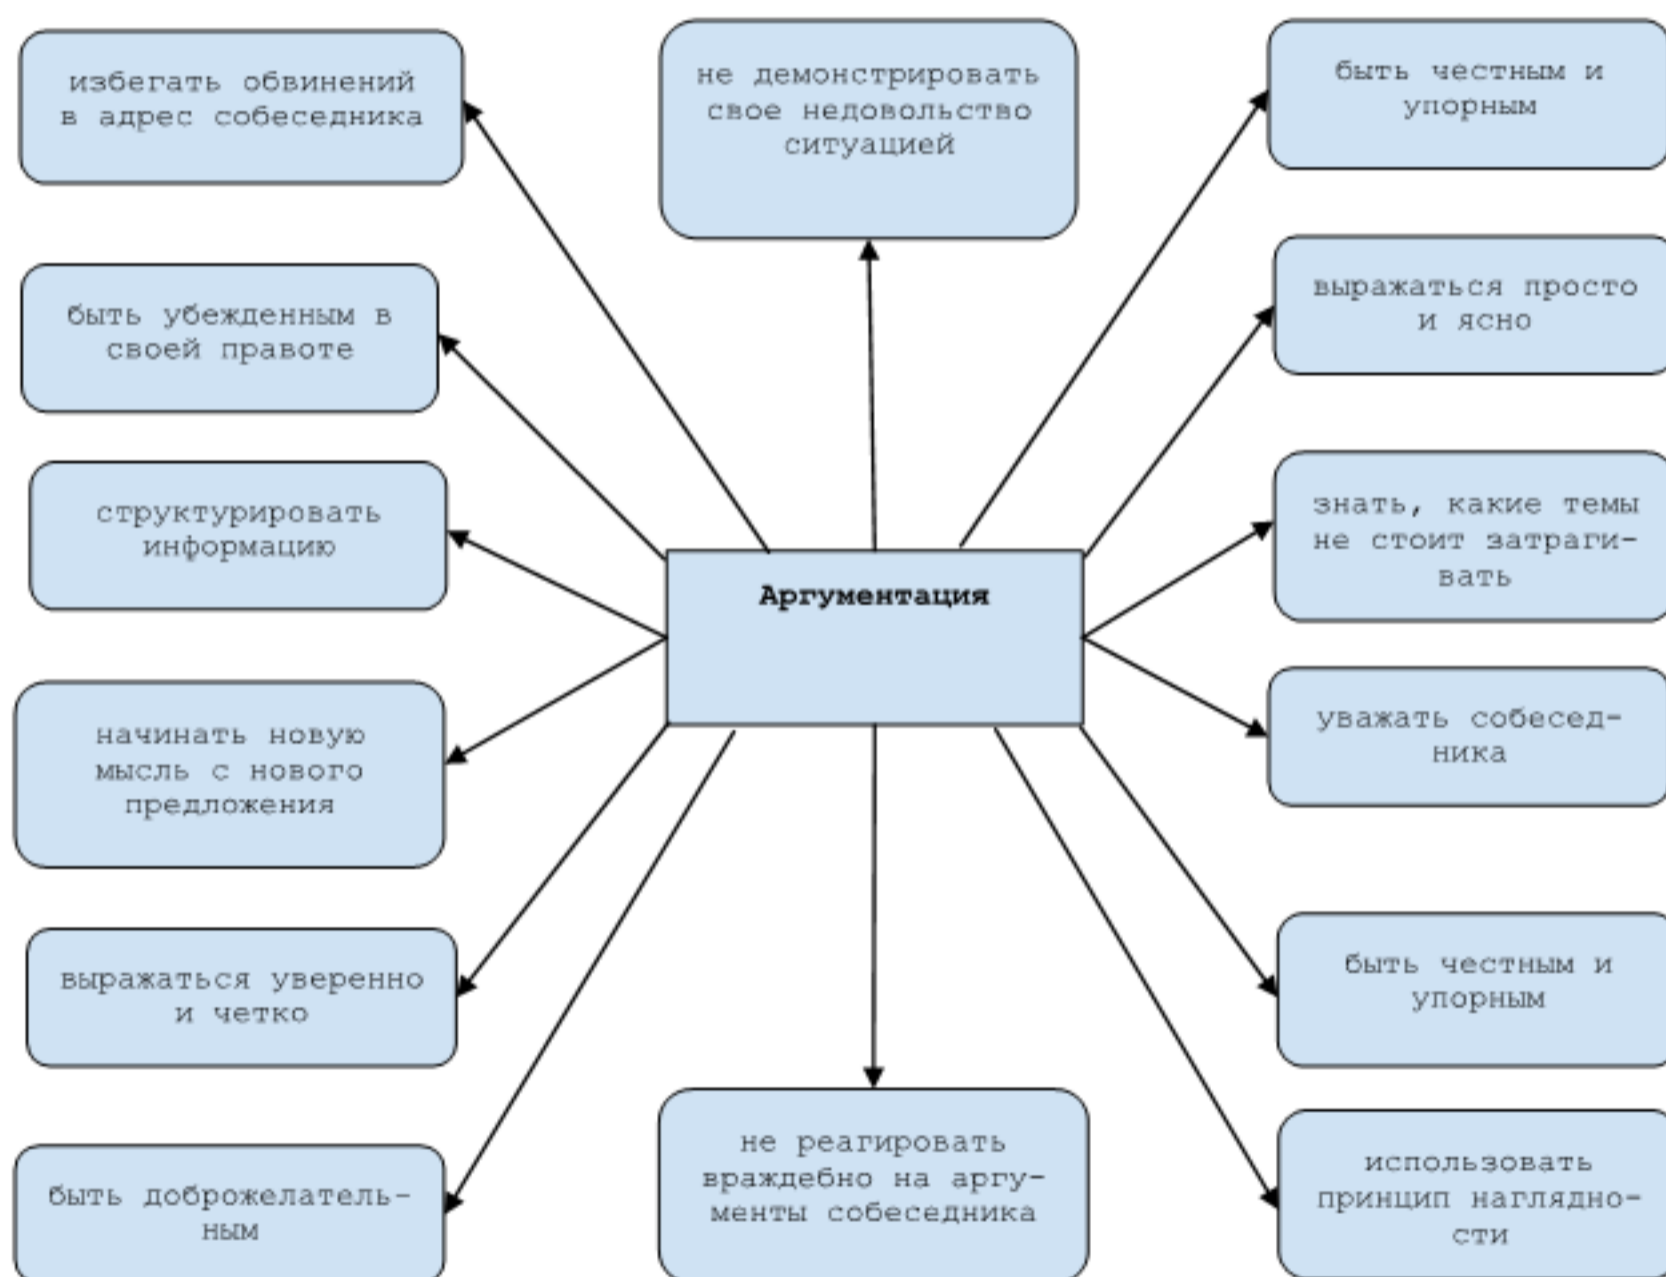 избегать обвинений
в адрес собеседника
не демонстрировать
свое недовольство
ситуацией
быть честным и
упорным
быть убежденным в
своей правоте
выражаться просто
и ясно
структурировать
информацию
знать, какие темы
не стоит затраги-
вать
Аргументация
начинать новую
мысль с нового
предложения
уважать собесед-
ника
выражаться уверенно
и четко
быть честным и
упорным
быть доброжелатель-
ным
не реагировать
враждебно на аргу-
менты собеседника
использовать
принцип наглядно-
сти